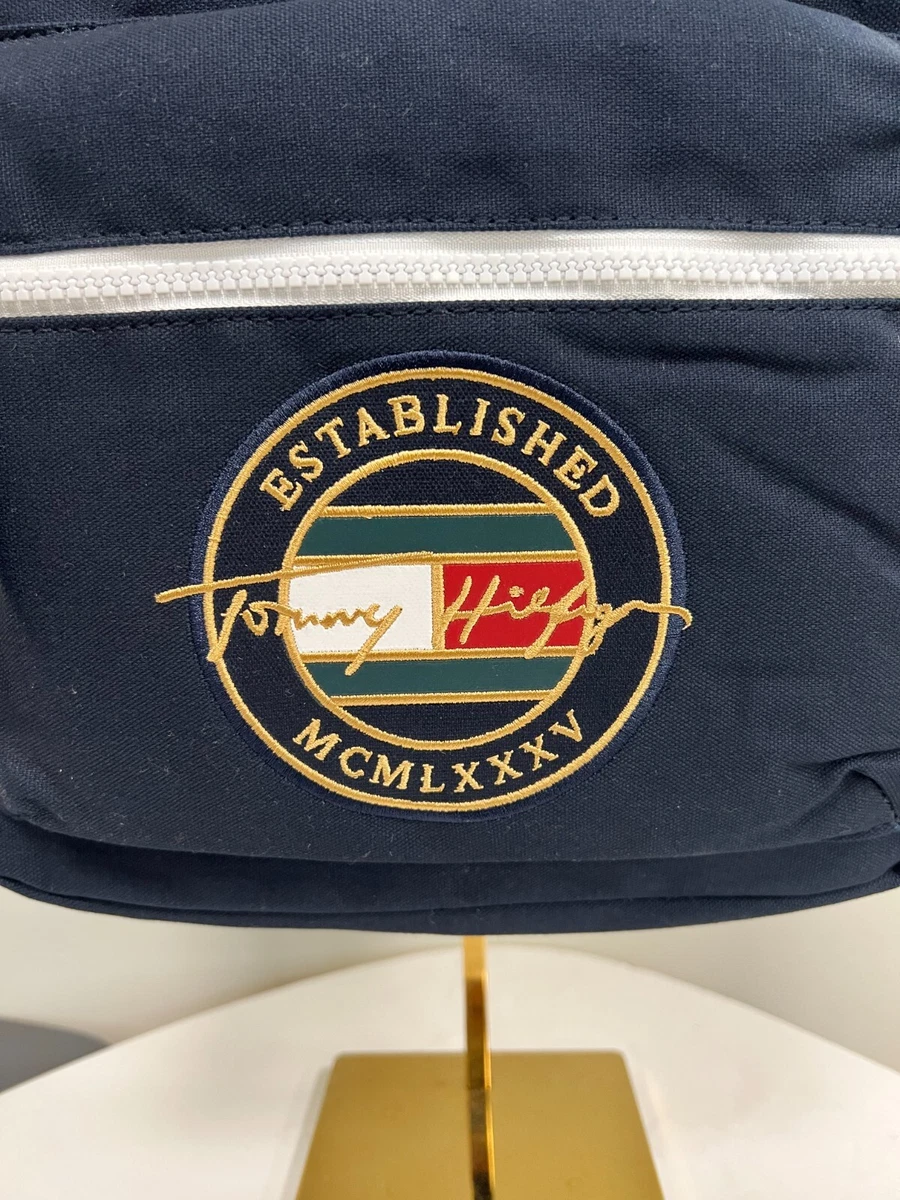 ESTABLISHED
Tommy Hilfiger
MCMLXXXV